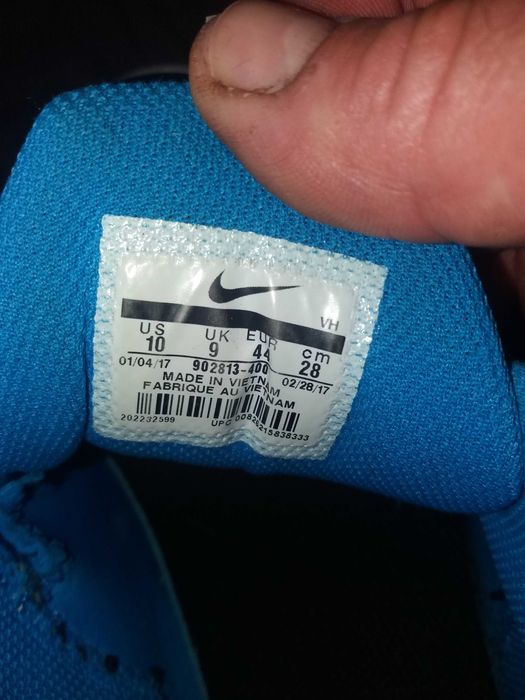 VH
US UK EUR cm
10 9 44 28
01/04/17 902813-400 02/28/17
MADE IN VIETNAM
FABRIQUE AU VIETNAM
202232599
UPC